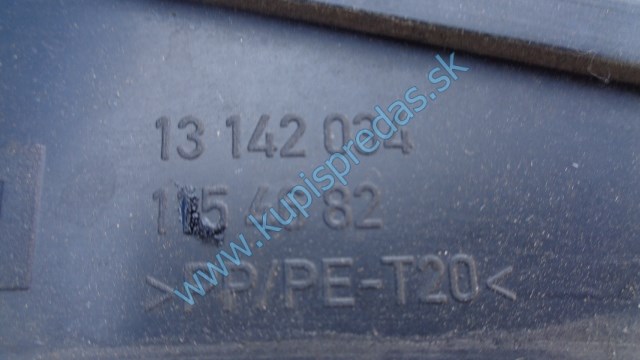 13 142 034
>PP/PE-T20<
www.kupispredas.sk